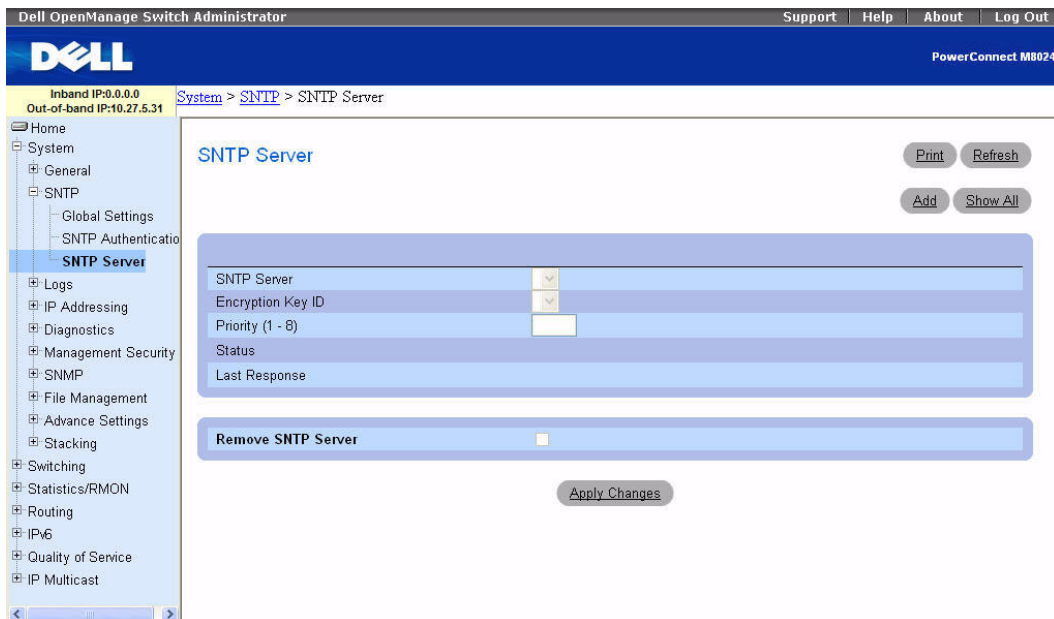 Dell OpenManage Switch Administrator
Support | Help | About | Log Out
DELL
PowerConnect M8024
Inband IP:0.0.0.0
Out-of-band IP:10.27.5.31
System > SNTP > SNTP Server
Home
System
General
SNTP
Global Settings
SNTP Authenticatio
SNTP Server
Logs
IP Addressing
Diagnostics
Management Security
SNMP
File Management
Advance Settings
Stacking
Switching
Statistics/RMON
Routing
IPv6
Quality of Service
IP Multicast
SNTP Server
Print Refresh
Add Show All
SNTP Server
Encryption Key ID
Priority (1 - 8)
Status
Last Response
Remove SNTP Server
Apply Changes